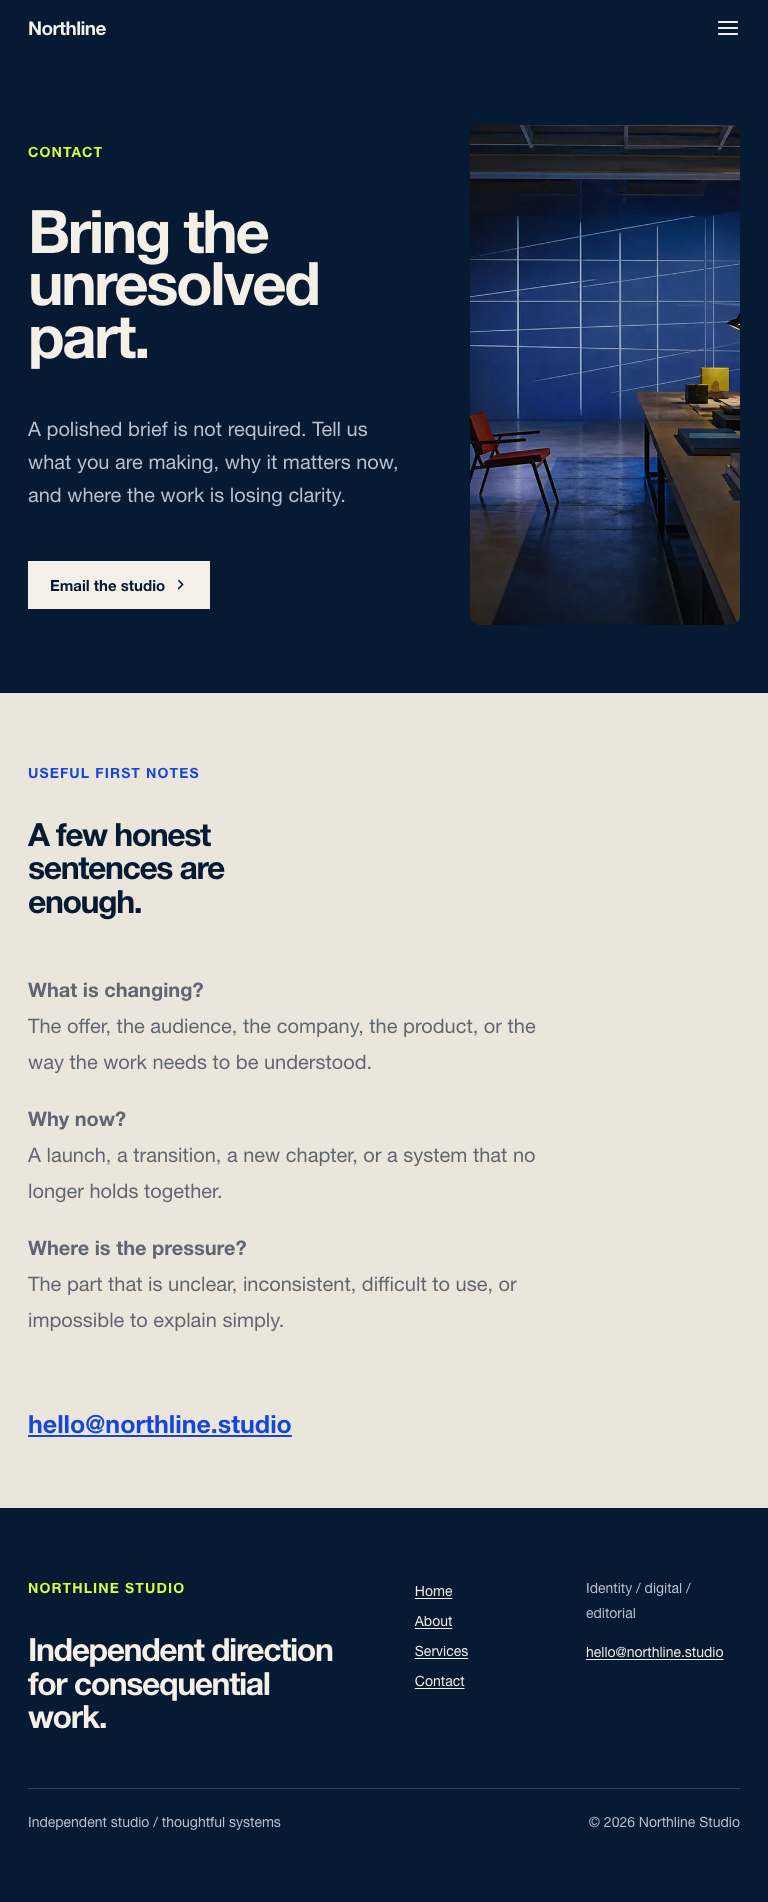 Northline
CONTACT
Bring the
unresolved
part.
A polished brief is not required. Tell us
what you are making, why it matters now,
and where the work is losing clarity.
Email the studio
USEFUL FIRST NOTES
A few honest
sentences are
enough.
What is changing?
The offer, the audience, the company, the product, or the
way the work needs to be understood.
Why now?
A launch, a transition, a new chapter, or a system that no
longer holds together.
Where is the pressure?
The part that is unclear, inconsistent, difficult to use, or
impossible to explain simply.
hello@northline.studio
NORTHLINE STUDIO
Independent direction
for consequential
work.
Home
About
Services
Contact
Identity / digital /
editorial
hello@northline.studio
Independent studio / thoughtful systems
© 2026 Northline Studio